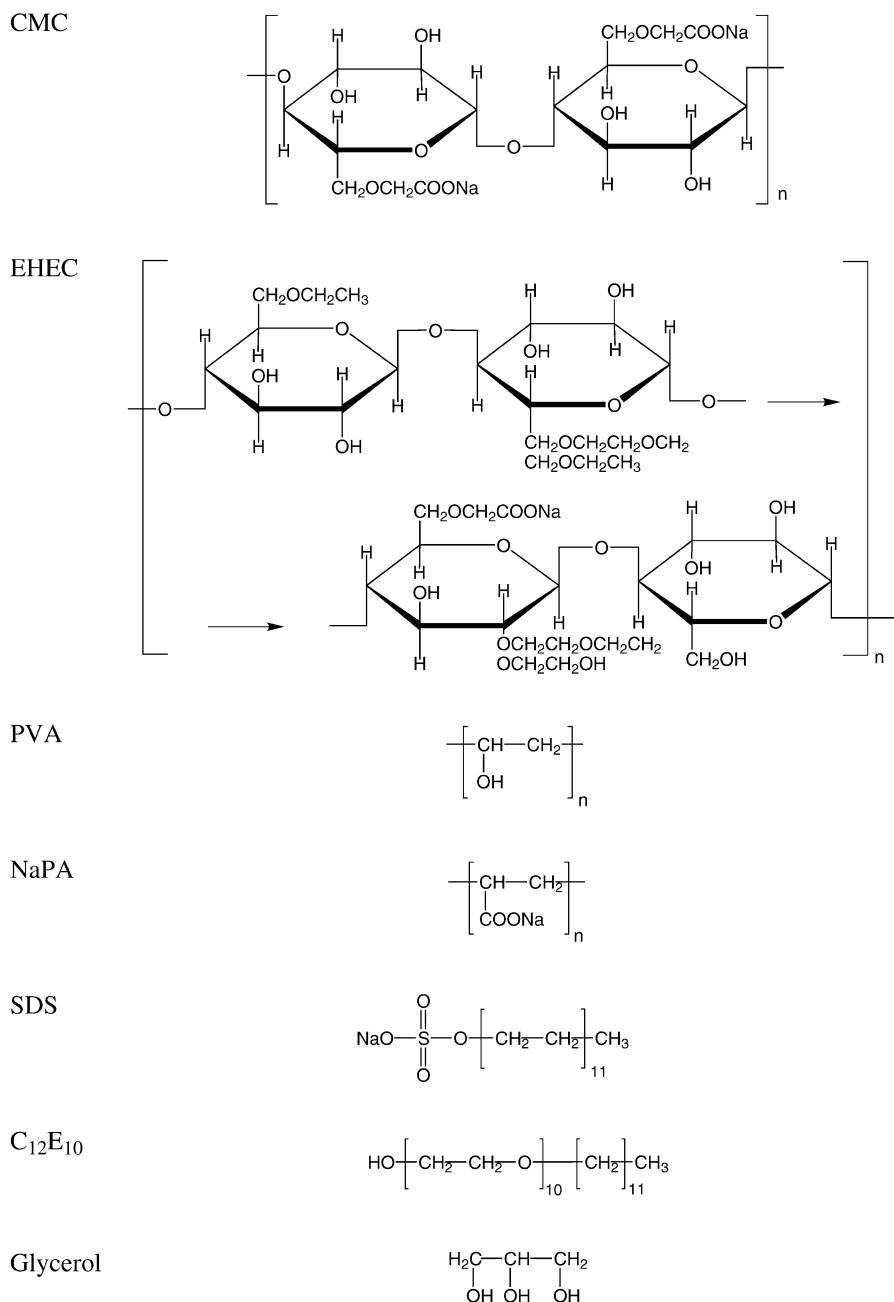 CMC
CH₂OCH₂COONa
H OH H O
O H
OH H OH H
H H
H O O H OH
CH₂OCH₂COONa n
EHEC
CH₂OCH₂CH₃ H OH
H O O H
H OH H
OH H H H
O H H O O
H OH CH₂OCH₂CH₂OCH₂
CH₂OCH₂CH₃
CH₂OCH₂COONa H OH
H O O H
H OH H
OH H H H
H OCH₂CH₂OCH₂CH₂ O
OCH₂CH₂OH CH₂OH n
PVA
CH CH₂
OH n
NaPA
CH CH₂
COONa n
SDS
O
NaO S O CH₂ CH₂ CH₃
O 11
C₁₂E₁₀
HO CH₂ CH₂ O CH₂ CH₃
10 11
Glycerol
H₂C CH CH₂
OH OH OH